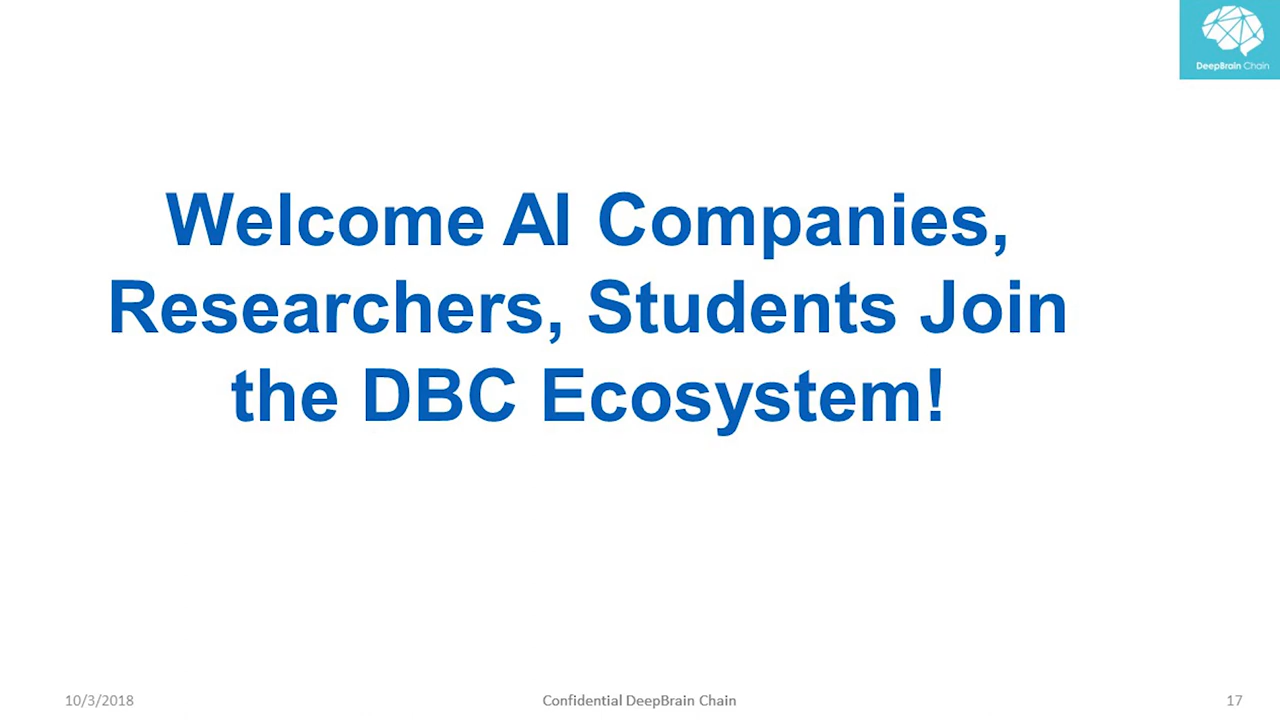 DeepBrain Chain
Welcome AI Companies,
Researchers, Students Join
the DBC Ecosystem!
10/3/2018
Confidential DeepBrain Chain
17